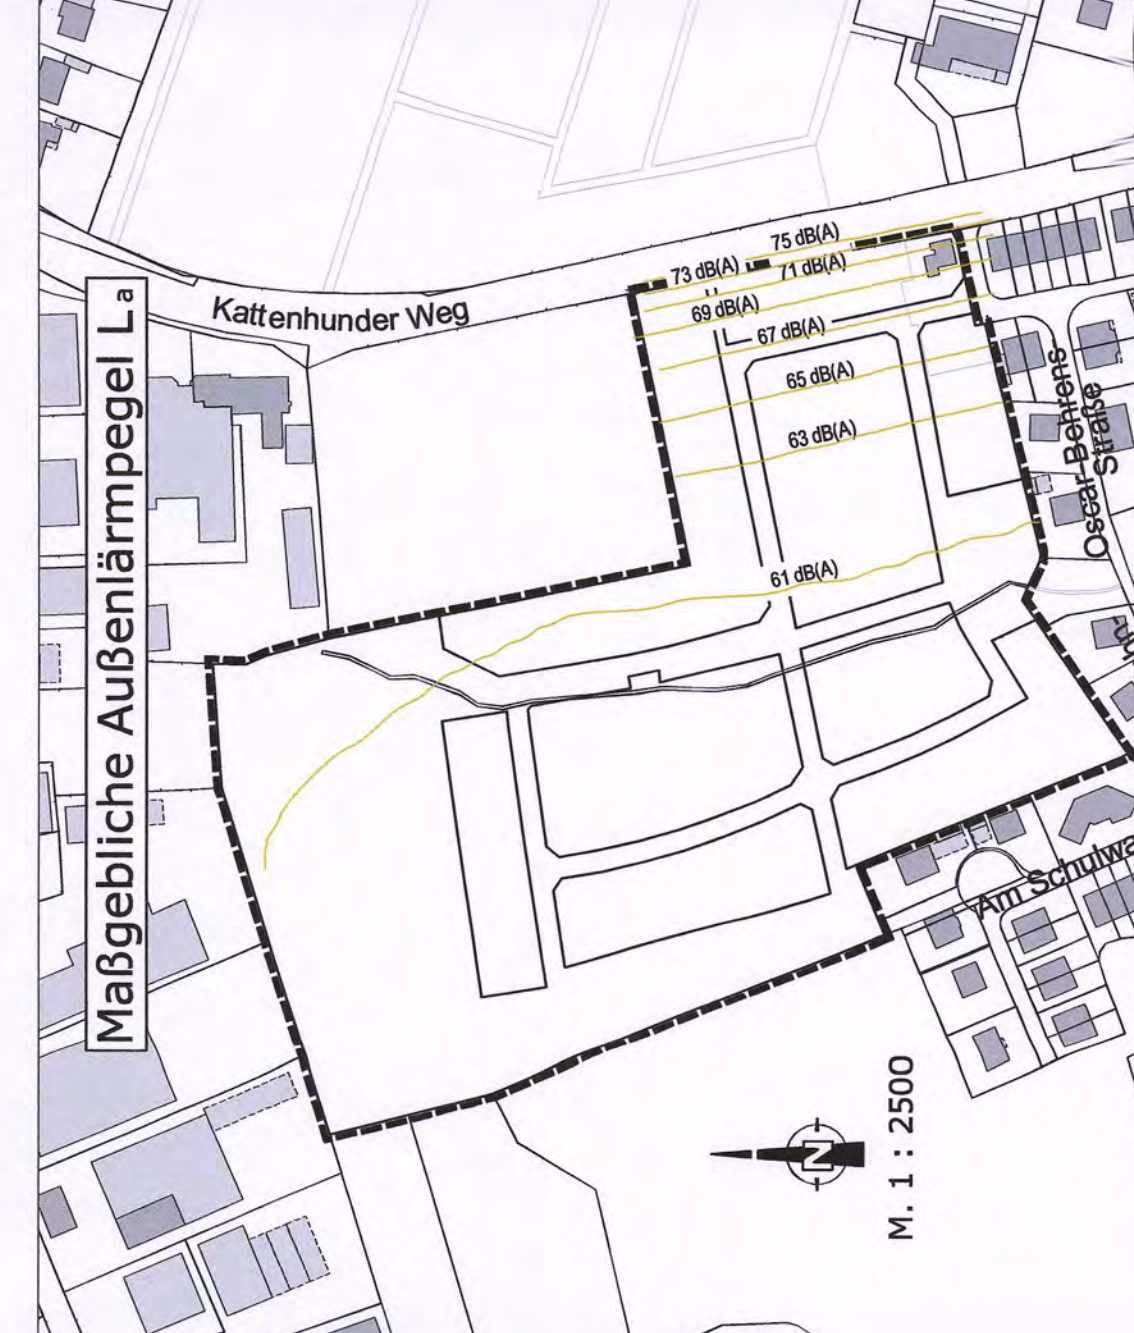 Maßgebliche Außenlärmpegel La
Kattenhunder Weg
75 dB(A)
73 dB(A)
71 dB(A)
69 dB(A)
67 dB(A)
65 dB(A)
63 dB(A)
61 dB(A)
Oscar-Behrens-
Straße
Am Schulwa
N
M. 1 : 2500